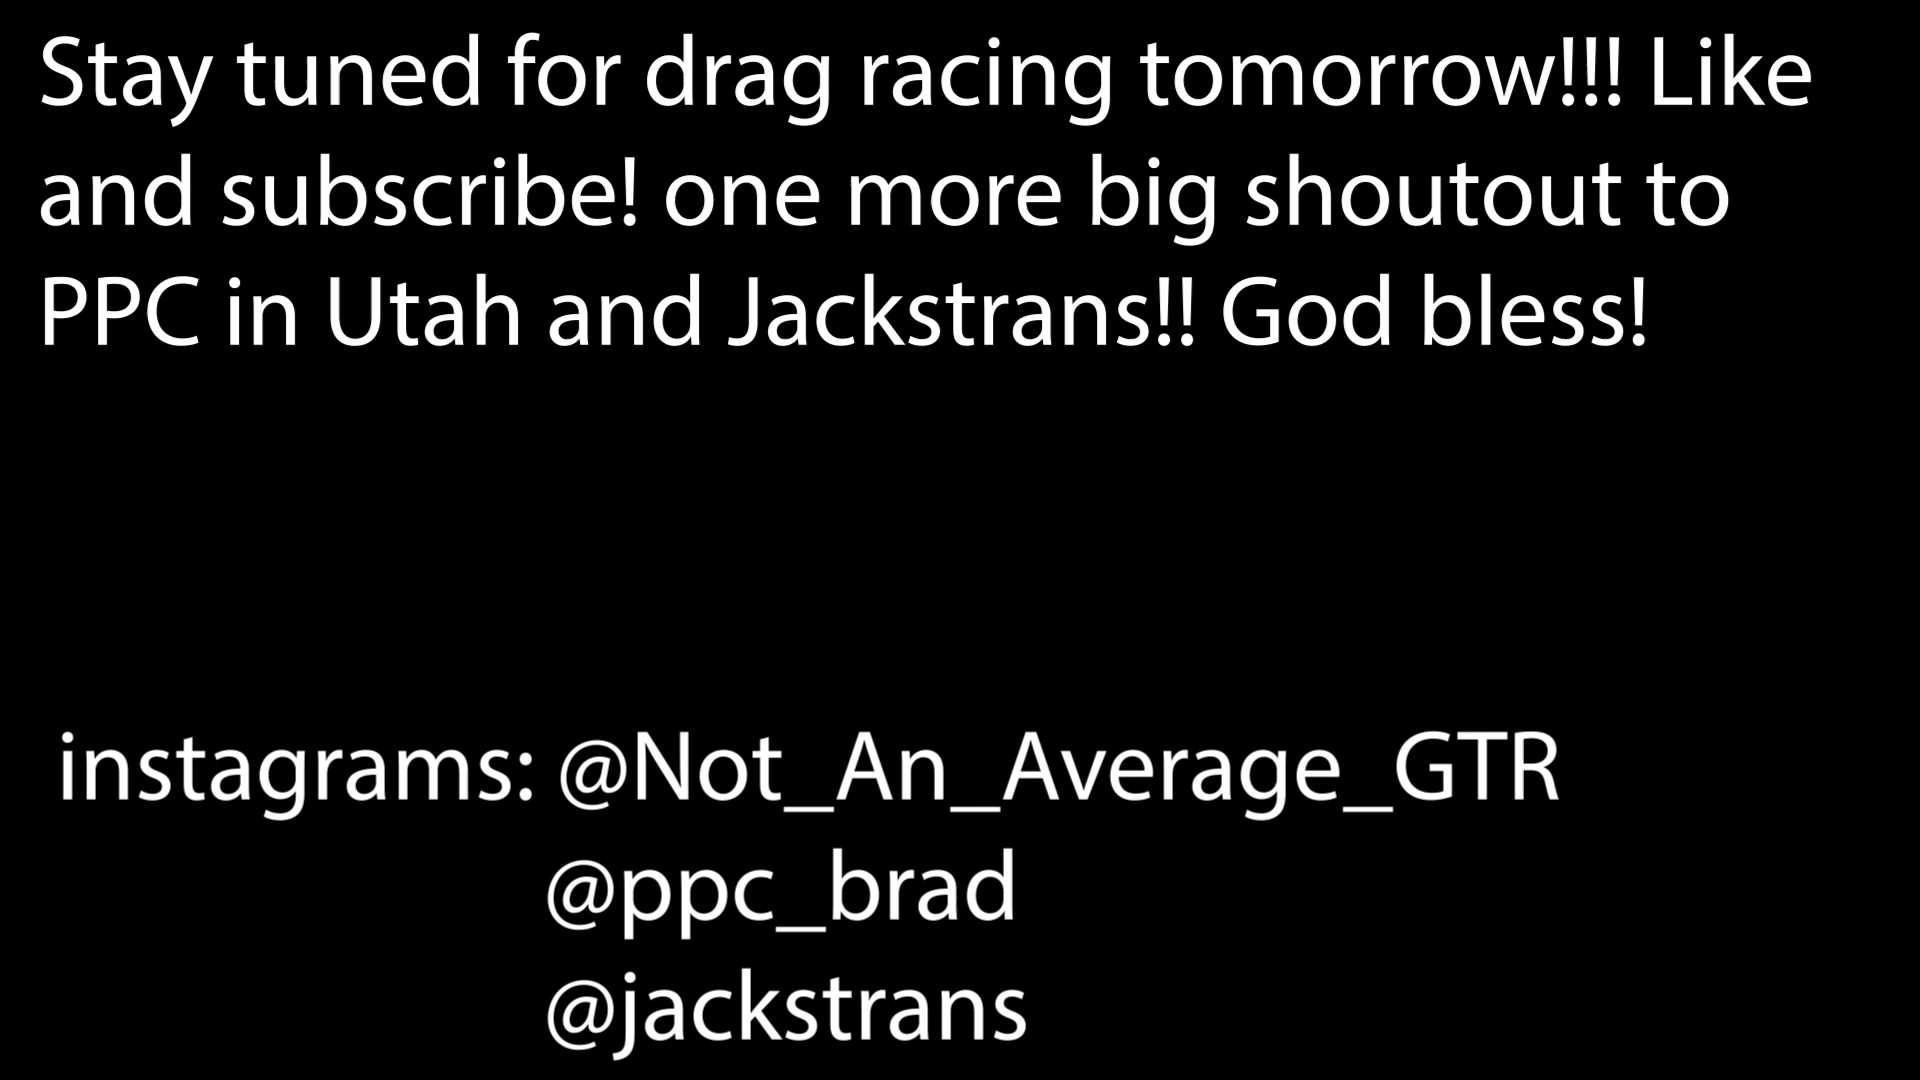 Stay tuned for drag racing tomorrow!!! Like
and subscribe! one more big shoutout to
PPC in Utah and Jackstrans!! God bless!
instagrams: @Not_An_Average_GTR
@ppc_brad
@jackstrans